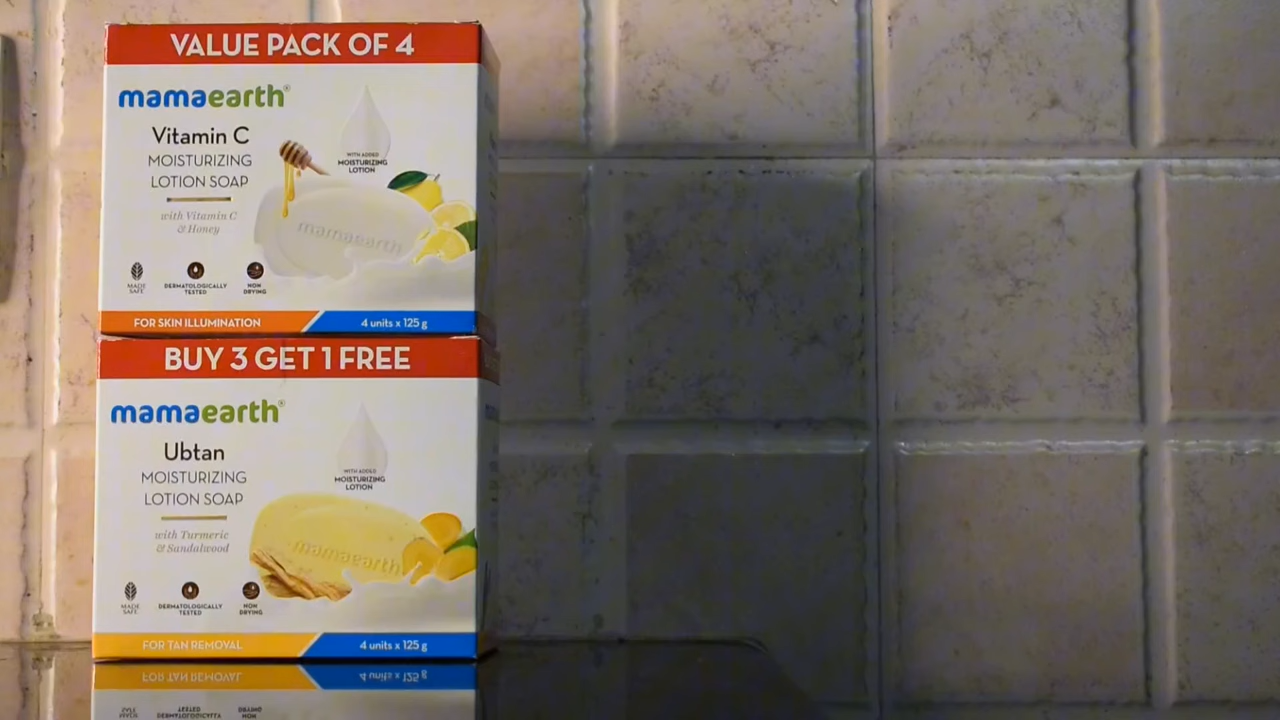 VALUE PACK OF 4
mamaearth®
Vitamin C
MOISTURIZING
LOTION SOAP
with Vitamin C
& Honey
WITH ADDED
MOISTURIZING
LOTION
mamaearth
MADE
SAFE
DERMATOLOGICALLY
TESTED
NON
DRYING
FOR SKIN ILLUMINATION
4 units x 125 g
BUY 3 GET 1 FREE
mamaearth®
Ubtan
MOISTURIZING
LOTION SOAP
with Turmeric
& Sandalwood
WITH ADDED
MOISTURIZING
LOTION
mamaearth
MADE
SAFE
DERMATOLOGICALLY
TESTED
NON
DRYING
FOR TAN REMOVAL
4 units x 125 g